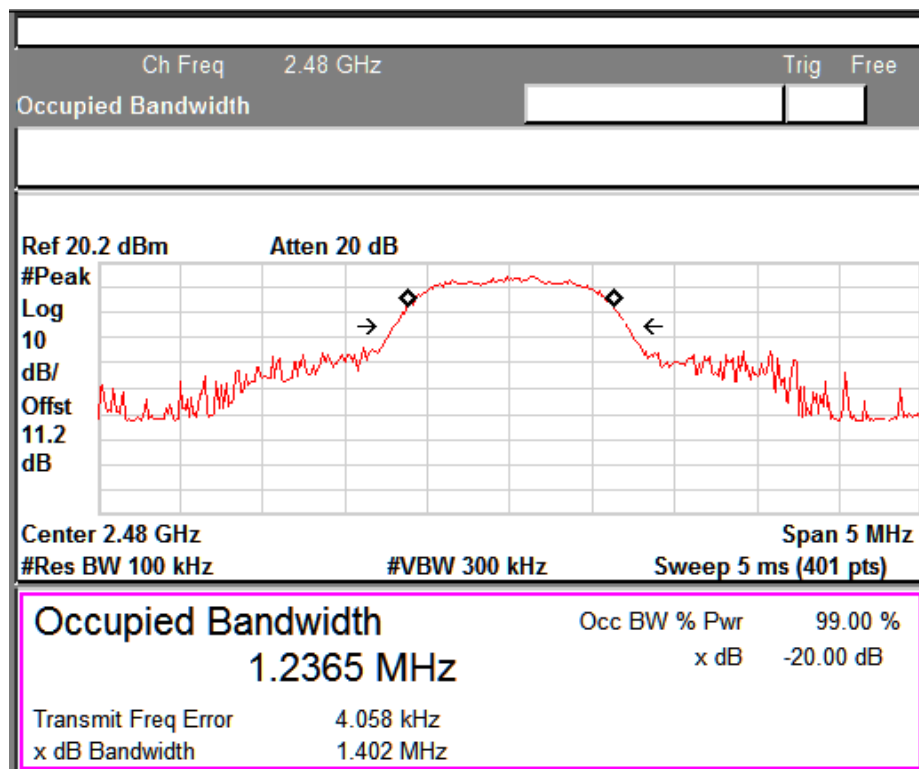 Ch Freq 2.48 GHz Trig Free
Occupied Bandwidth
Ref 20.2 dBm Atten 20 dB
#Peak
Log
10
dB/
Offst
11.2
dB
Center 2.48 GHz Span 5 MHz
#Res BW 100 kHz #VBW 300 kHz Sweep 5 ms (401 pts)
Occupied Bandwidth Occ BW % Pwr 99.00 %
1.2365 MHz x dB -20.00 dB
Transmit Freq Error 4.058 kHz
x dB Bandwidth 1.402 MHz